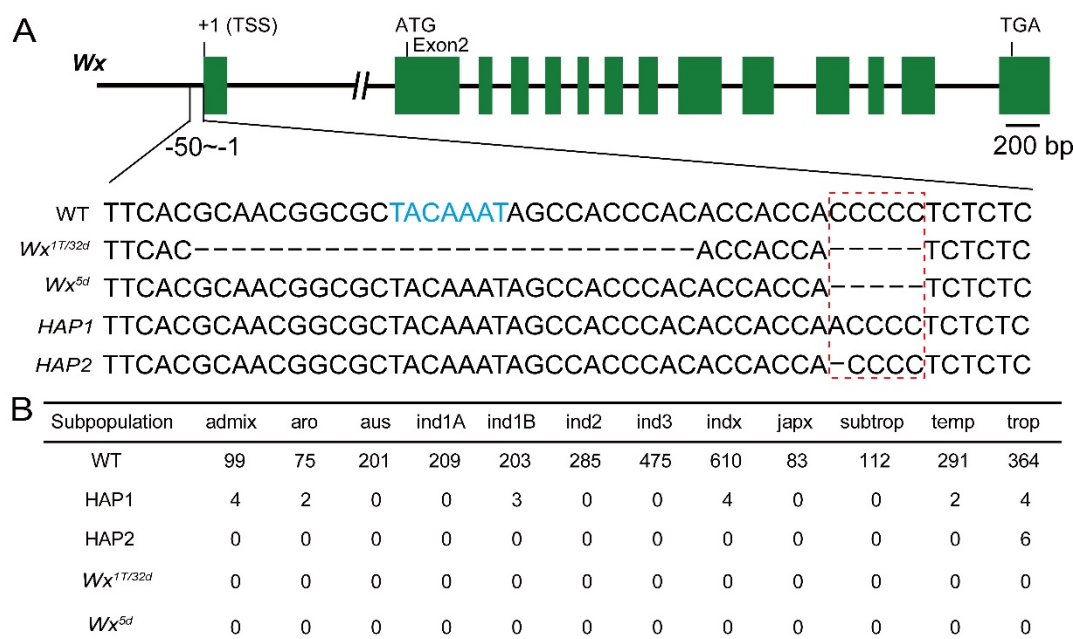 A
+1 (TSS)
ATG
Exon2
TGA
Wx
-50~-1
200 bp
WT TTCACGCAACGGCGCTACAAATAGCCACCCACACCACCACCCCCTCTCTC
Wx1T/32d TTCAC---------------------------ACCACCA-----TCTCTC
Wx5d TTCACGCAACGGCGCTACAAATAGCCACCCACACCACCA-----TCTCTC
HAP1 TTCACGCAACGGCGCTACAAATAGCCACCCACACCACCAACCCCTCTCTC
HAP2 TTCACGCAACGGCGCTACAAATAGCCACCCACACCACCA-CCCCTCTCTC
B
Subpopulation admix aro aus ind1A ind1B ind2 ind3 indx japx subtrop temp trop
WT 99 75 201 209 203 285 475 610 83 112 291 364
HAP1 4 2 0 0 3 0 0 4 0 0 2 4
HAP2 0 0 0 0 0 0 0 0 0 0 0 6
Wx1T/32d 0 0 0 0 0 0 0 0 0 0 0 0
Wx5d 0 0 0 0 0 0 0 0 0 0 0 0